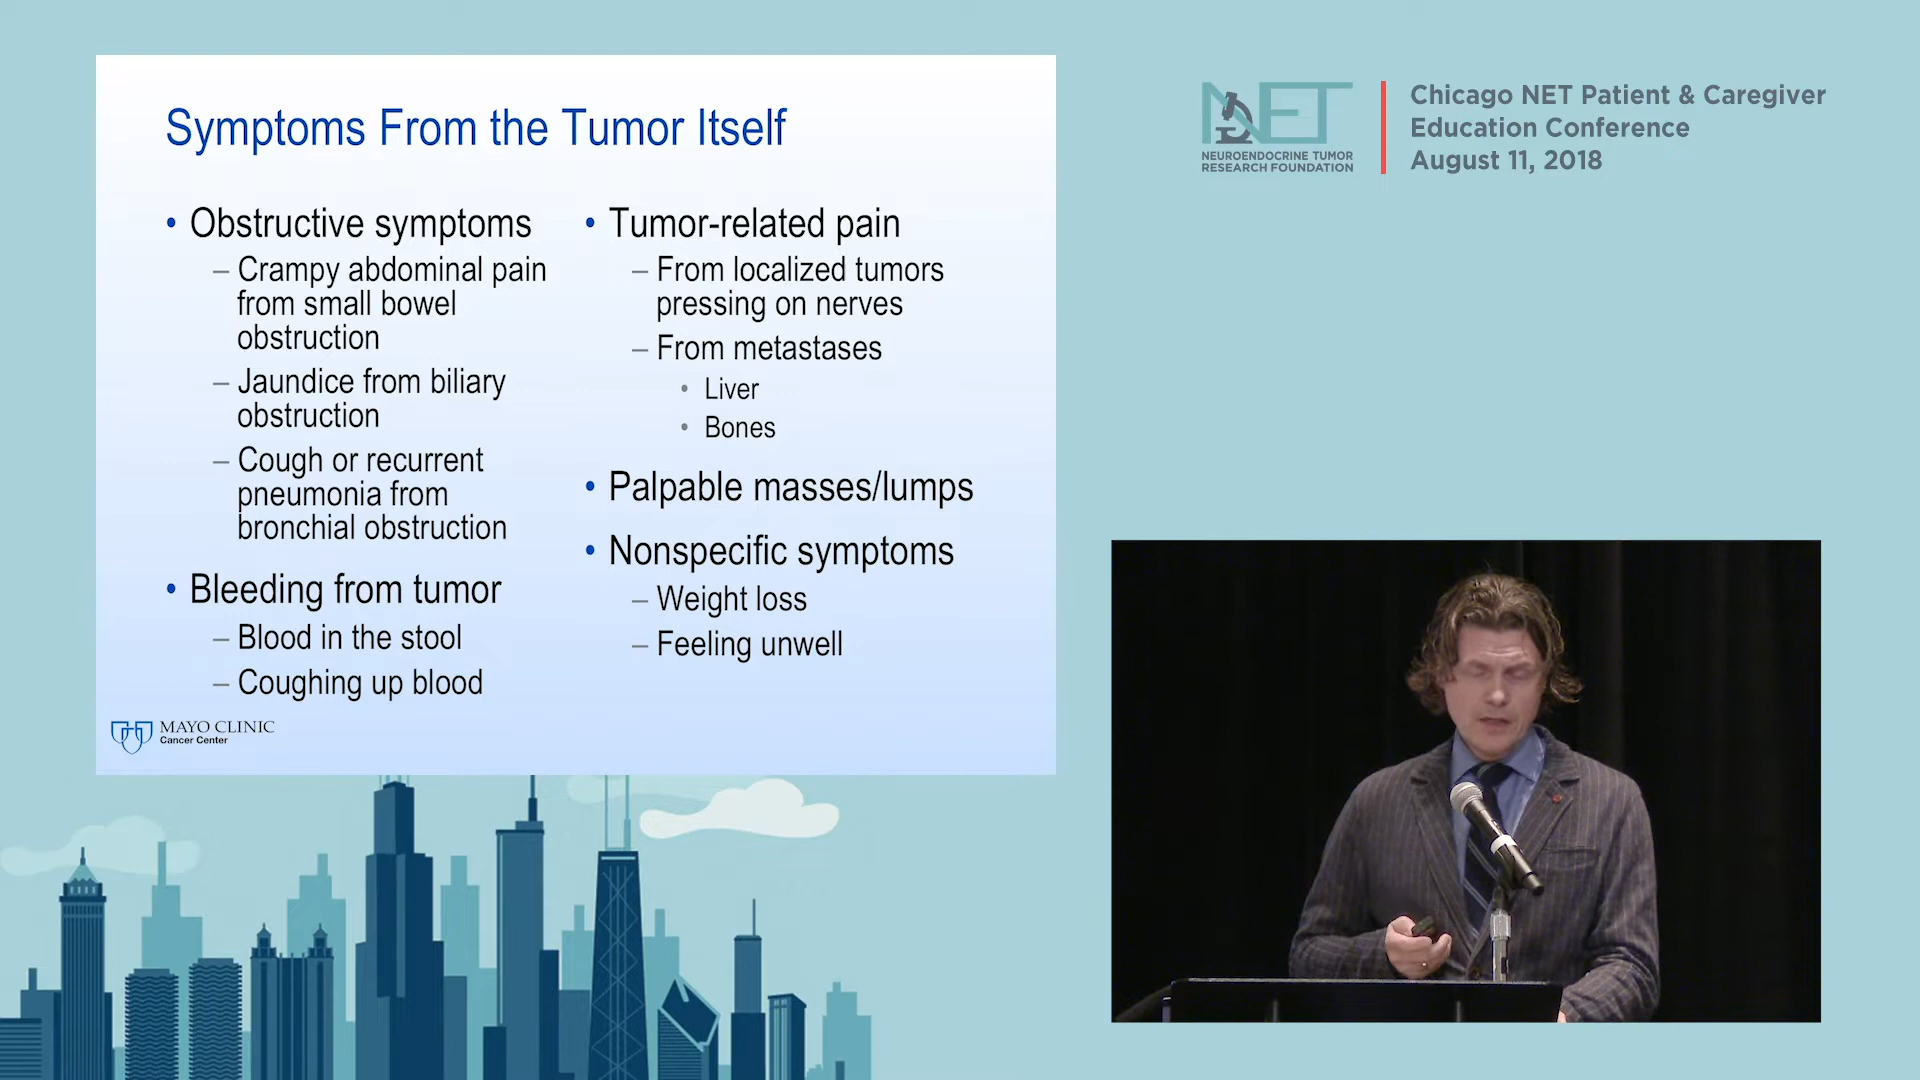 Symptoms From the Tumor Itself
• Obstructive symptoms
– Crampy abdominal pain
from small bowel
obstruction
– Jaundice from biliary
obstruction
– Cough or recurrent
pneumonia from
bronchial obstruction
• Bleeding from tumor
– Blood in the stool
– Coughing up blood
• Tumor-related pain
– From localized tumors
pressing on nerves
– From metastases
• Liver
• Bones
• Palpable masses/lumps
• Nonspecific symptoms
– Weight loss
– Feeling unwell
MAYO CLINIC
Cancer Center
NET
NEUROENDOCRINE TUMOR
RESEARCH FOUNDATION
Chicago NET Patient & Caregiver
Education Conference
August 11, 2018